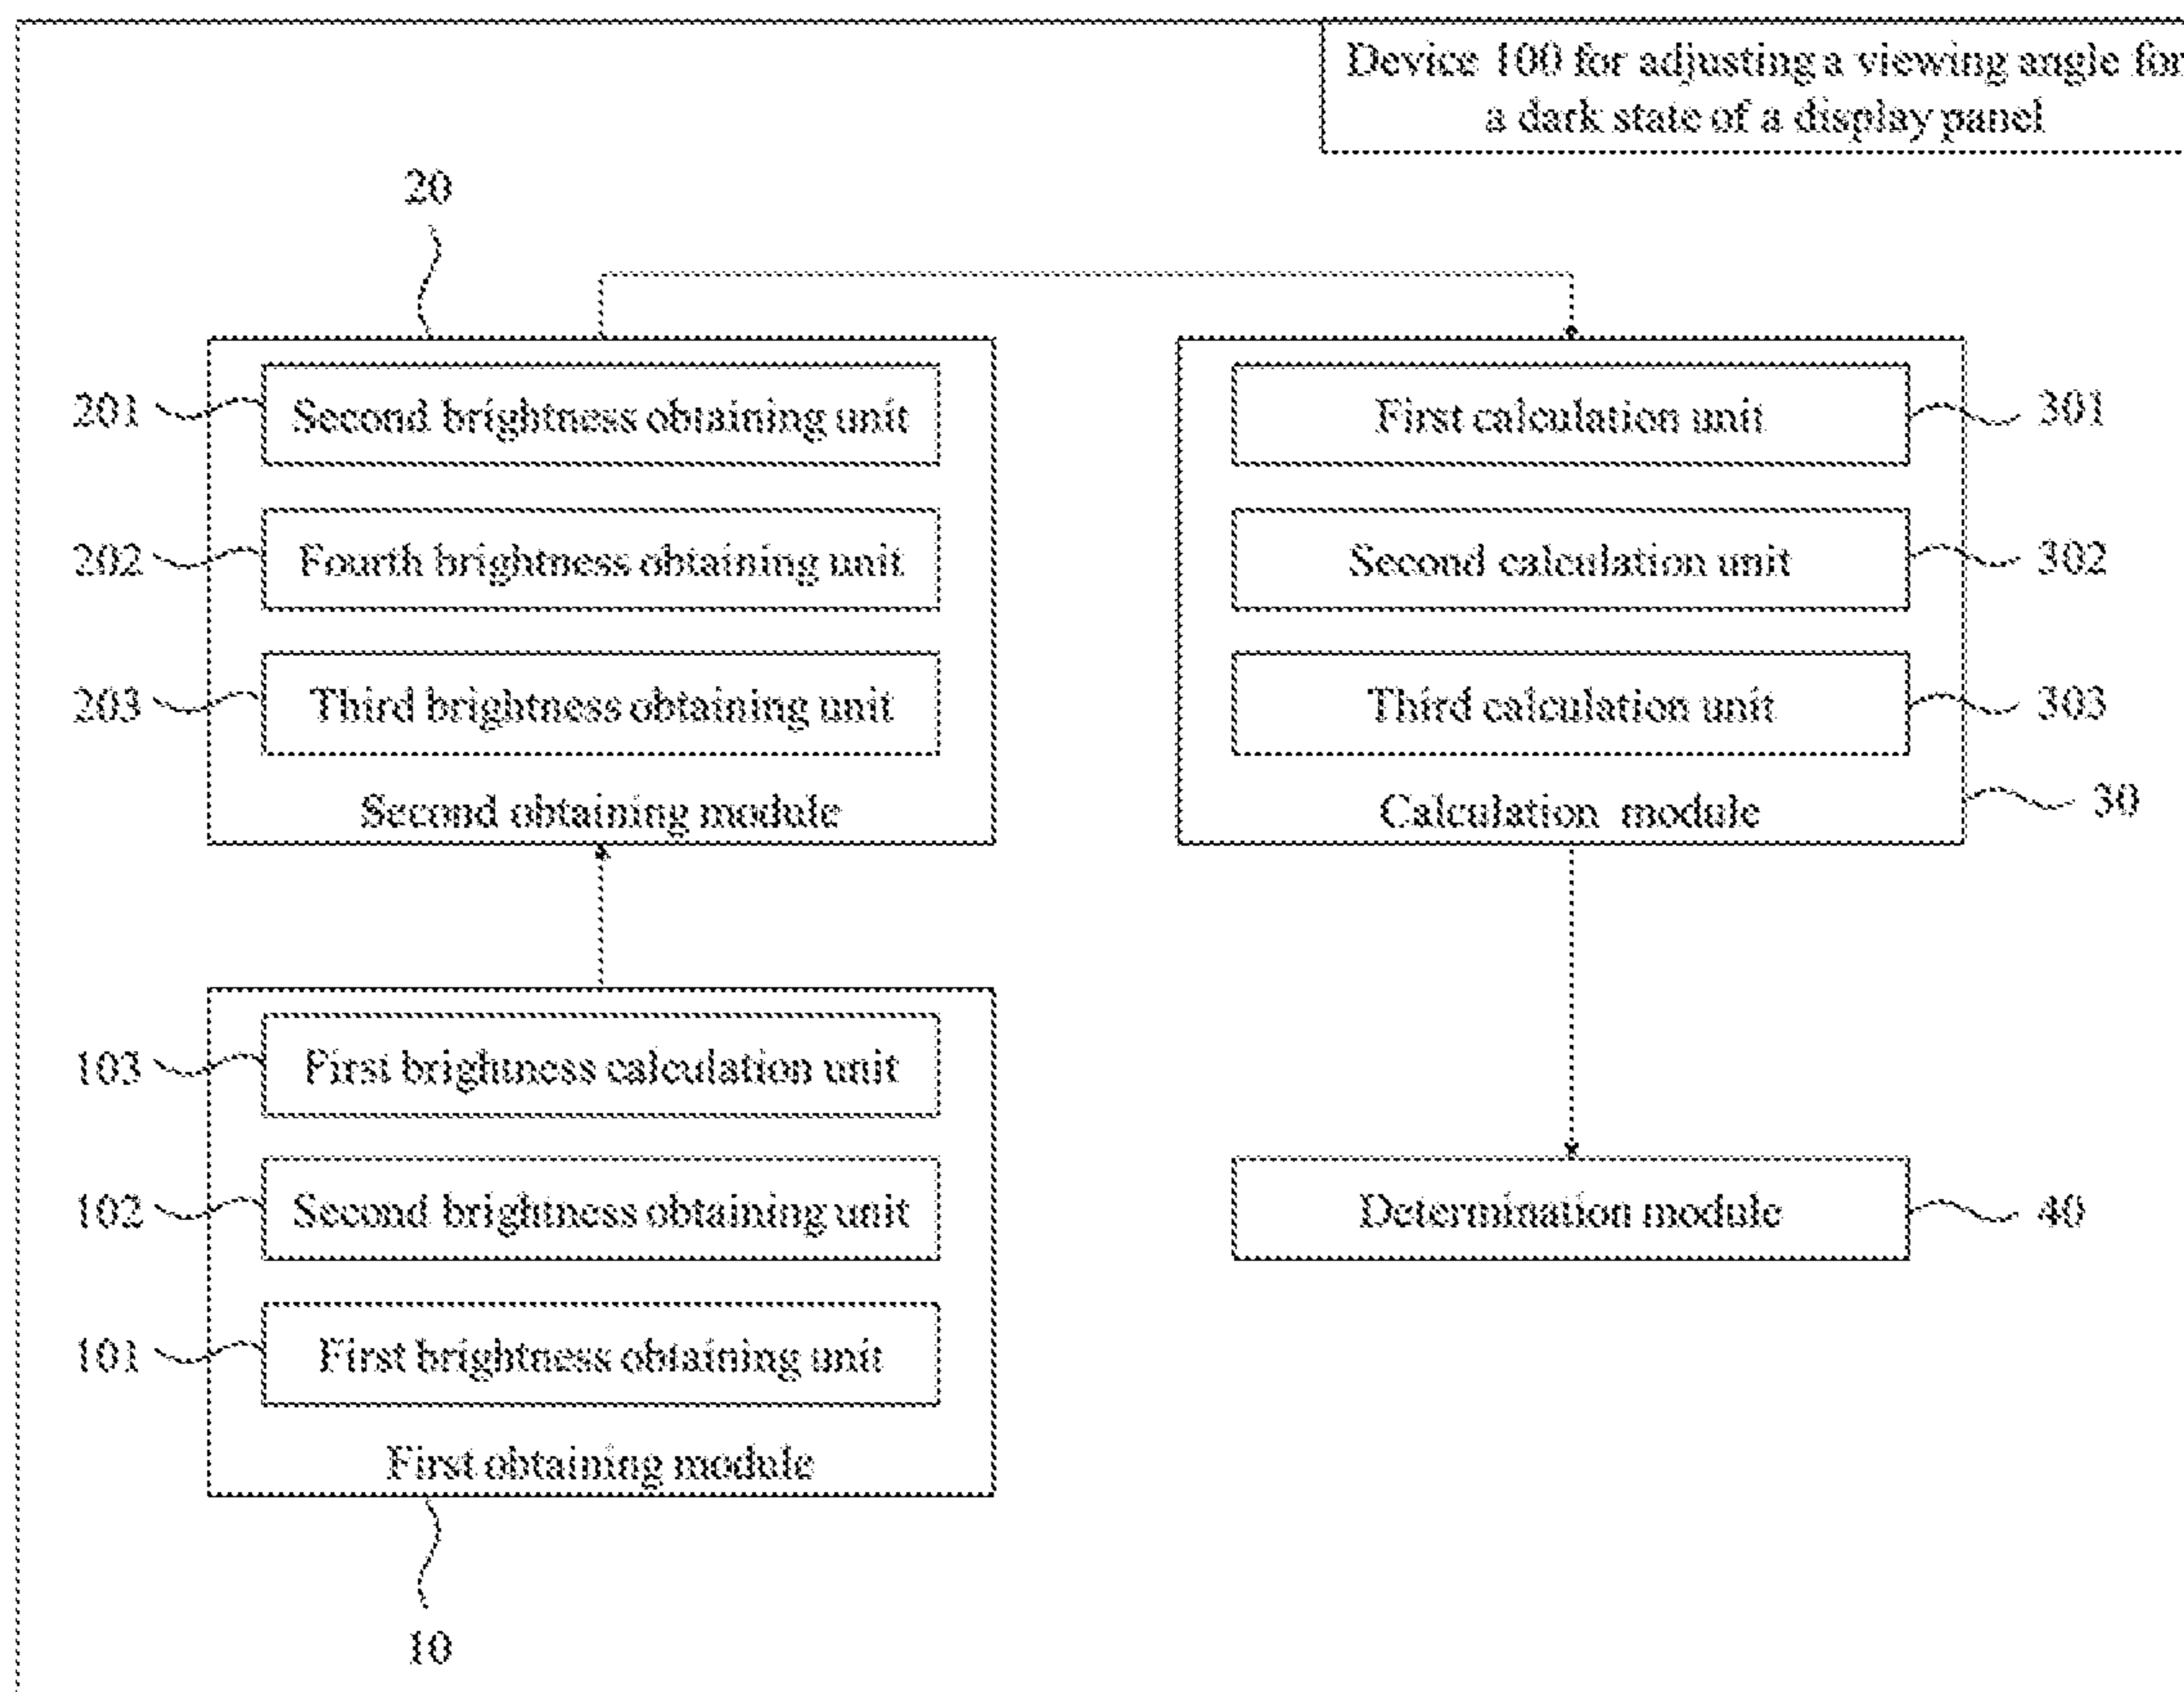 Device 100 for adjusting a viewing angle for
a dark state of a display panel
20
201
Second brightness obtaining unit
202
Fourth brightness obtaining unit
203
Third brightness obtaining unit
Second obtaining module
First calculation unit
301
Second calculation unit
302
Third calculation unit
303
Calculation module
30
103
First brighness calculation unit
102
Second brightness obtaining unit
101
First brightness obtaining unit
First obtaining module
10
Determination module
40